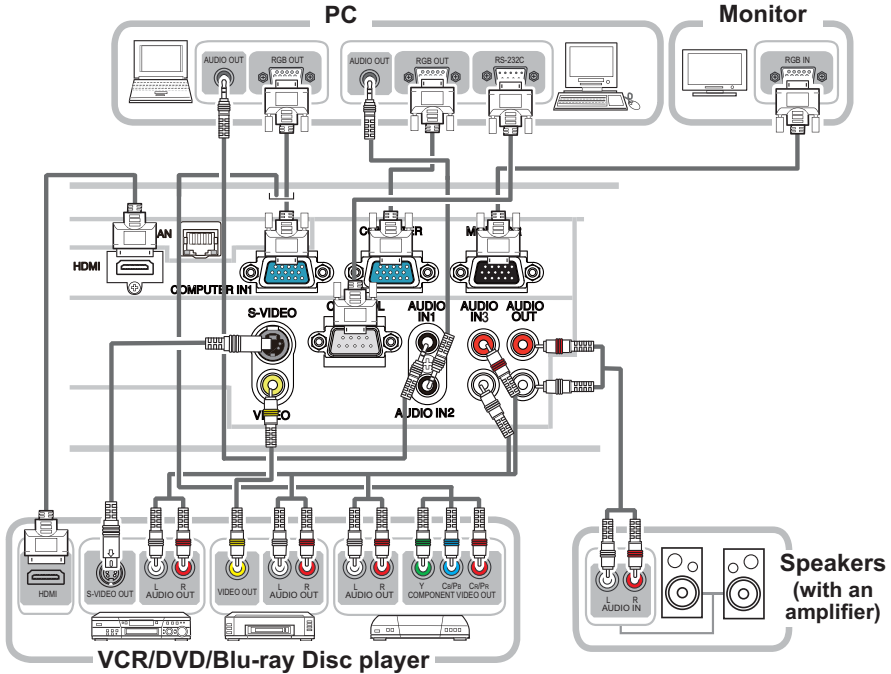 PC
Monitor
AUDIO OUT
RGB OUT
AUDIO OUT
RGB OUT
RS-232C
RGB IN
AN
HDMI
COMPUTER IN1
S-VIDEO
AUDIO
IN1
AUDIO
IN3
AUDIO
OUT
AUDIO IN2
HDMI
S-VIDEO OUT
L R
AUDIO OUT
VIDEO OUT
L R
AUDIO OUT
L R
AUDIO OUT
Y CB/PB CR/PR
COMPONENT VIDEO OUT
L R
AUDIO IN
Speakers
(with an
amplifier)
VCR/DVD/Blu-ray Disc player